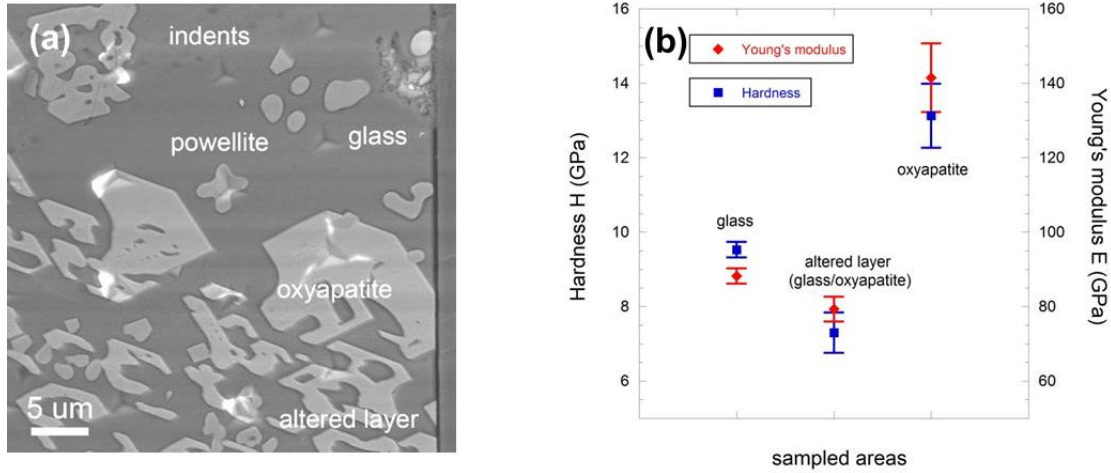 (a)
indents
powellite
glass
oxyapatite
altered layer
5 um
(b)
Young's modulus
Hardness
Hardness H (GPa)
Young's modulus E (GPa)
16
14
12
10
8
6
160
140
120
100
80
60
glass
altered layer
(glass/oxyapatite)
oxyapatite
sampled areas